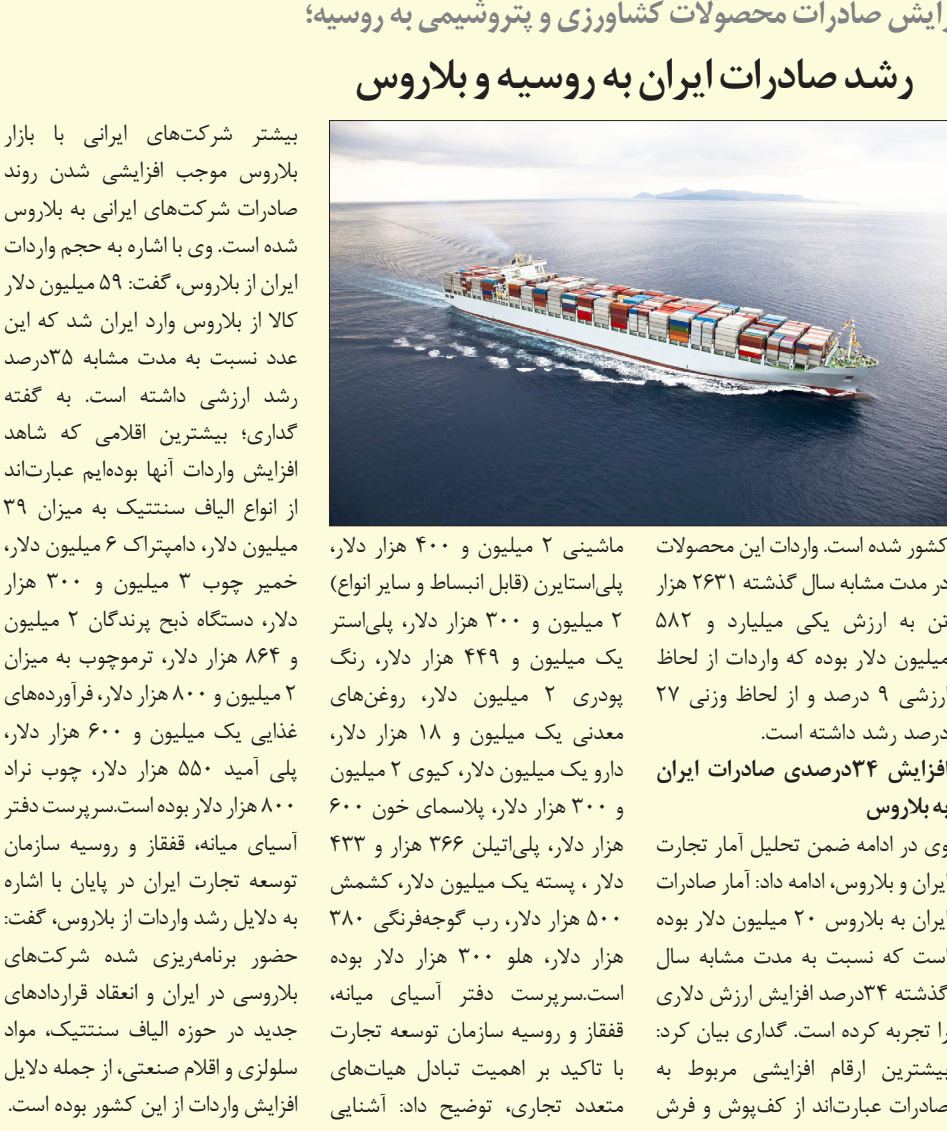 رایش صادرات محصولات کشاورزی و پتروشیمی به روسیه؛
رشد صادرات ایران به روسیه و بلاروس
کشور شده است. واردات این محصولات
در مدت مشابه سال گذشته ۲۶۳۱ هزار
تن به ارزش یکی میلیارد و ۵۸۲
میلیون دلار بوده که واردات از لحاظ
ارزشی ۹ درصد و از لحاظ وزنی ۲۷
درصد رشد داشته است.
افزایش ۳۴درصدی صادرات ایران
به بلاروس
وی در ادامه ضمن تحلیل آمار تجارت
ایران و بلاروس، ادامه داد: آمار صادرات
ایران به بلاروس ۲۰ میلیون دلار بوده
است که نسبت به مدت مشابه سال
گذشته ۳۴درصد افزایش ارزش دلاری
را تجربه کرده است. گداری بیان کرد:
بیشترین ارقام افزایشی مربوط به
صادرات عبارت‌اند از کف‌پوش و فرش
ماشینی ۲ میلیون و ۴۰۰ هزار دلار،
پلی‌استایرن (قابل انبساط و سایر انواع)
۲ میلیون و ۳۰۰ هزار دلار، پلی‌استر
یک میلیون و ۴۴۹ هزار دلار، رنگ
پودری ۲ میلیون دلار، روغن‌های
معدنی یک میلیون و ۱۸ هزار دلار،
دارو یک میلیون دلار، کیوی ۲ میلیون
و ۳۰۰ هزار دلار، پلاسمای خون ۶۰۰
هزار دلار، پلی‌اتیلن ۳۶۶ هزار و ۴۳۳
دلار ، پسته یک میلیون دلار، کشمش
۵۰۰ هزار دلار، رب گوجه‌فرنگی ۳۸۰
هزار دلار، هلو ۳۰۰ هزار دلار بوده
است.سرپرست دفتر آسیای میانه،
قفقاز و روسیه سازمان توسعه تجارت
با تاکید بر اهمیت تبادل هیات‌های
متعدد تجاری، توضیح داد: آشنایی
بیشتر شرکت‌های ایرانی با بازار
بلاروس موجب افزایشی شدن روند
صادرات شرکت‌های ایرانی به بلاروس
شده است. وی با اشاره به حجم واردات
ایران از بلاروس، گفت: ۵۹ میلیون دلار
کالا از بلاروس وارد ایران شد که این
عدد نسبت به مدت مشابه ۳۵درصد
رشد ارزشی داشته است. به گفته
گداری؛ بیشترین اقلامی که شاهد
افزایش واردات آنها بوده‌ایم عبارت‌اند
از انواع الیاف سنتتیک به میزان ۳۹
میلیون دلار، دامپتراک ۶ میلیون دلار،
خمیر چوب ۳ میلیون و ۳۰۰ هزار
دلار، دستگاه ذبح پرندگان ۲ میلیون
و ۸۶۴ هزار دلار، ترموچوب به میزان
۲ میلیون و ۸۰۰ هزار دلار، فرآورده‌های
غذایی یک میلیون و ۶۰۰ هزار دلار،
پلی آمید ۵۵۰ هزار دلار، چوب نراد
۸۰۰ هزار دلار بوده است.سرپرست دفتر
آسیای میانه، قفقاز و روسیه سازمان
توسعه تجارت ایران در پایان با اشاره
به دلایل رشد واردات از بلاروس، گفت:
حضور برنامه‌ریزی شده شرکت‌های
بلاروسی در ایران و انعقاد قراردادهای
جدید در حوزه الیاف سنتتیک، مواد
سلولزی و اقلام صنعتی، از جمله دلایل
افزایش واردات از این کشور بوده است.